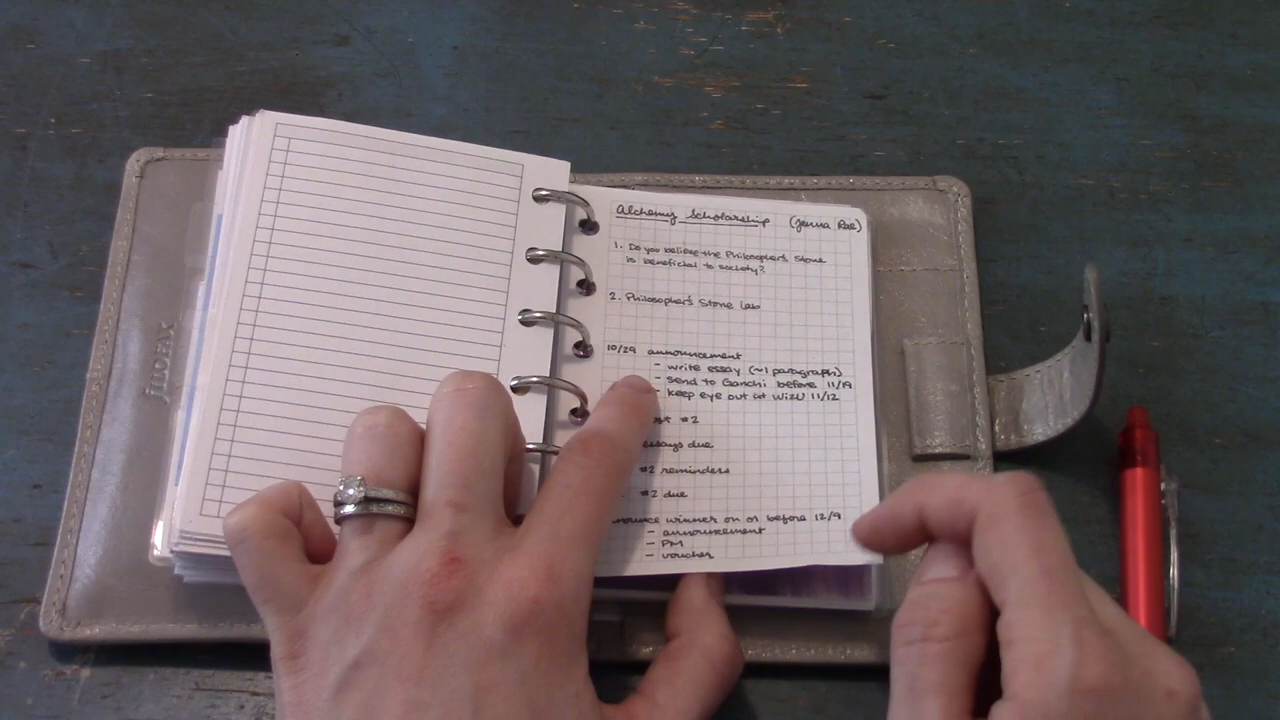 FILOFAX
Alchemy Scholarship (Jenna Rae)
1. Do you believe the Philosopher's Stone
is beneficial to society?
2. Philosopher's Stone lab
10/29 announcement
- write essay (~1 paragraph)
- send to Gandhi before 11/19
keep eye out at WizU 11/12
#2
essays due
#2 reminders
#2 due
winner on or before 12/9
- announcement
- PM
- voucher